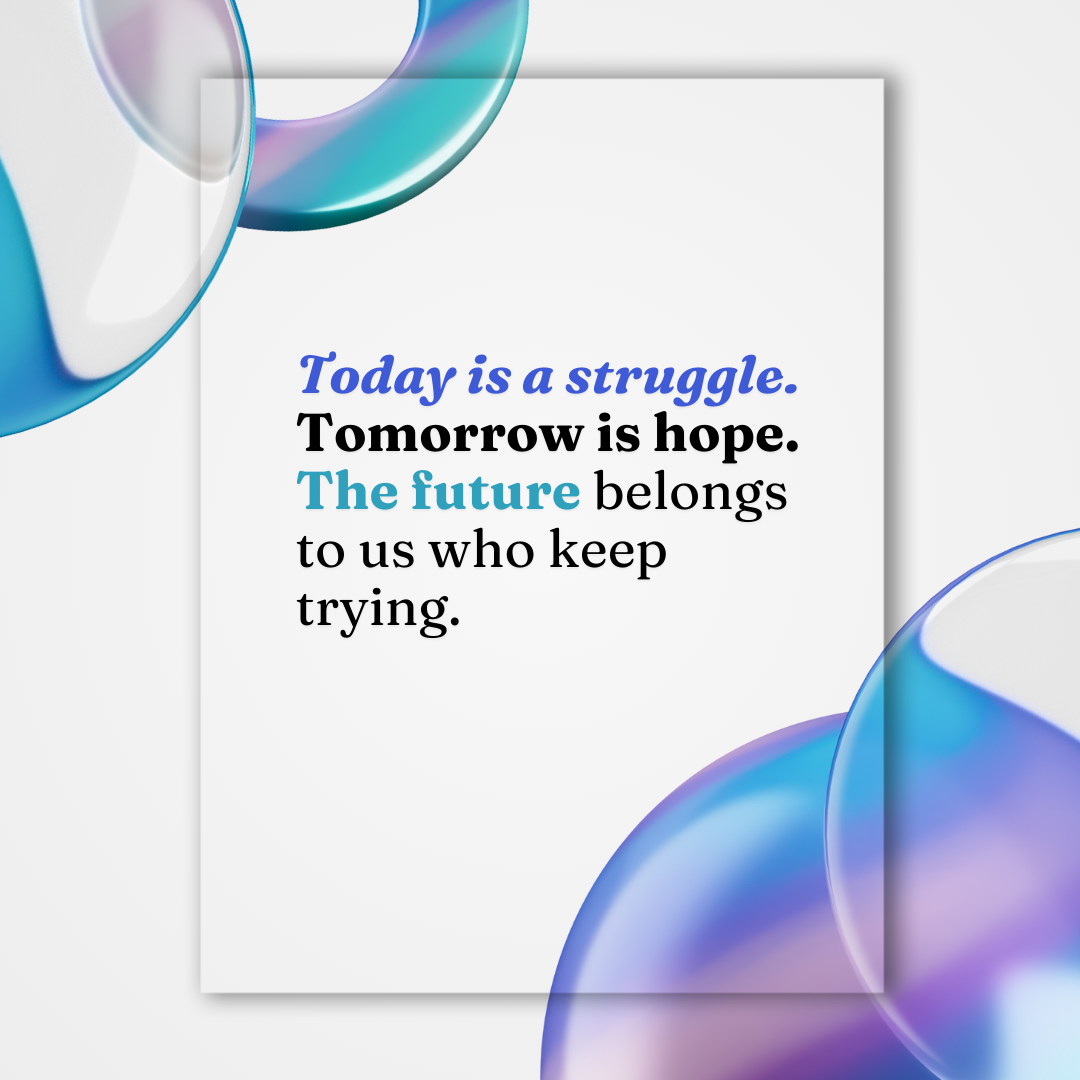 Today is a struggle.
Tomorrow is hope.
The future belongs
to us who keep
trying.